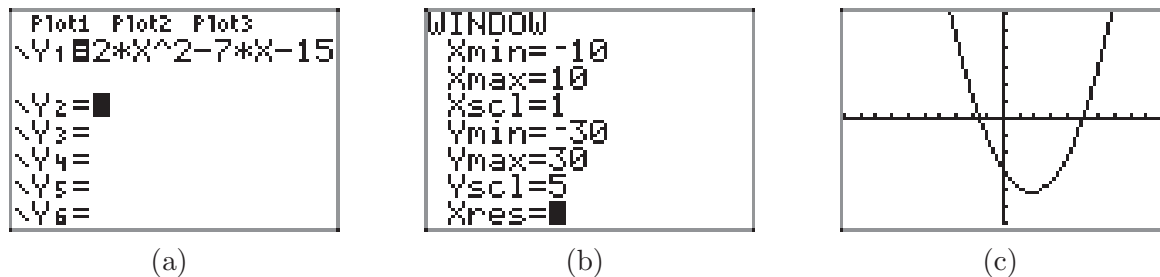 Plot1 Plot2 Plot3
\Y1=2*X^2-7*X-15
\Y2=
\Y3=
\Y4=
\Y5=
\Y6=
WINDOW
Xmin=-10
Xmax=10
Xscl=1
Ymin=-30
Ymax=30
Yscl=5
Xres=
(a)
(b)
(c)